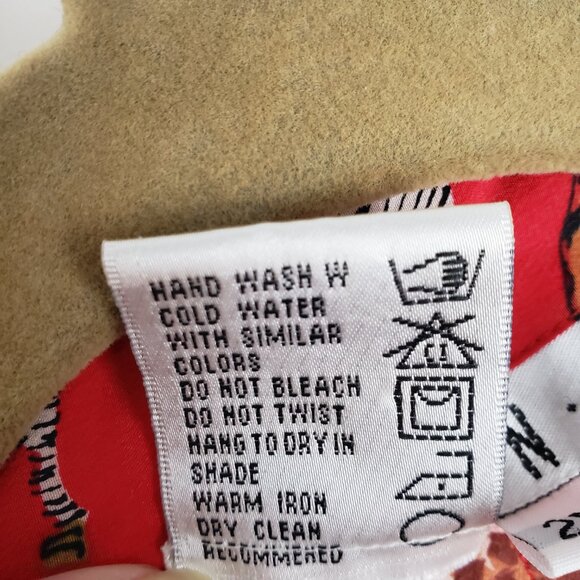 HAND WASH W
COLD WATER
WITH SIMILAR
COLORS
DO NOT BLEACH
DO NOT TWIST
HANG TO DRY IN
SHADE
WARM IRON
DRY CLEAN
RECOMMENED
N